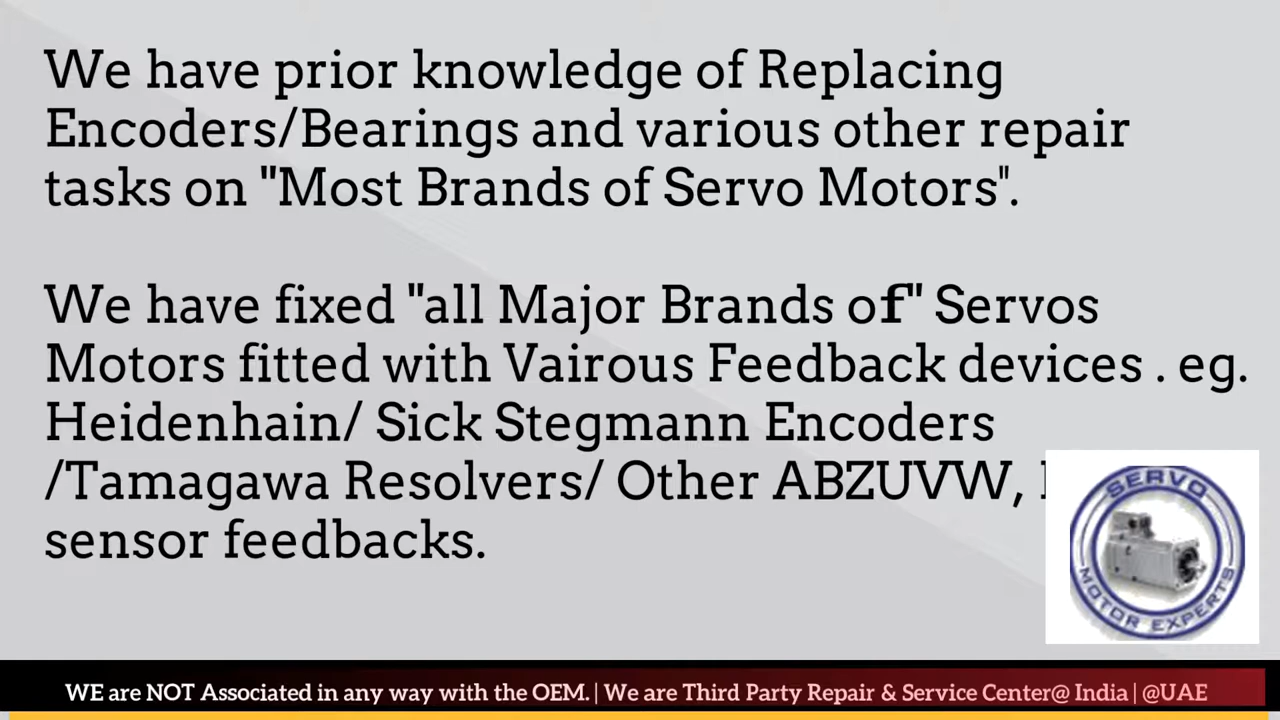 We have prior knowledge of Replacing
Encoders/Bearings and various other repair
tasks on "Most Brands of Servo Motors".
We have fixed "all Major Brands of" Servos
Motors fitted with Vairous Feedback devices . eg.
Heidenhain/ Sick Stegmann Encoders
/Tamagawa Resolvers/ Other ABZUVW,
sensor feedbacks.
SERVO
MOTOR EXPERTS
WE are NOT Associated in any way with the OEM. | We are Third Party Repair & Service Center@ India | @UAE